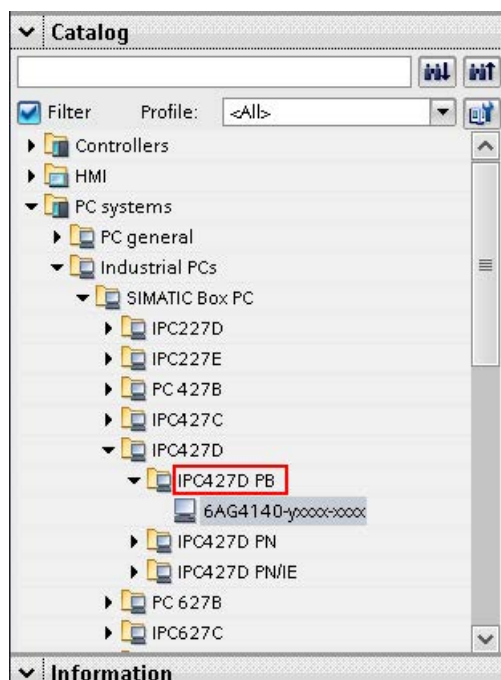 Catalog
Filter Profile: <All>
Controllers
HMI
PC systems
PC general
Industrial PCs
SIMATIC Box PC
IPC227D
IPC227E
PC 427B
IPC427C
IPC427D
IPC427D PB
6AG4140-yxxxx-xxxx
IPC427D PN
IPC427D PN/IE
PC 627B
IPC627C
Information